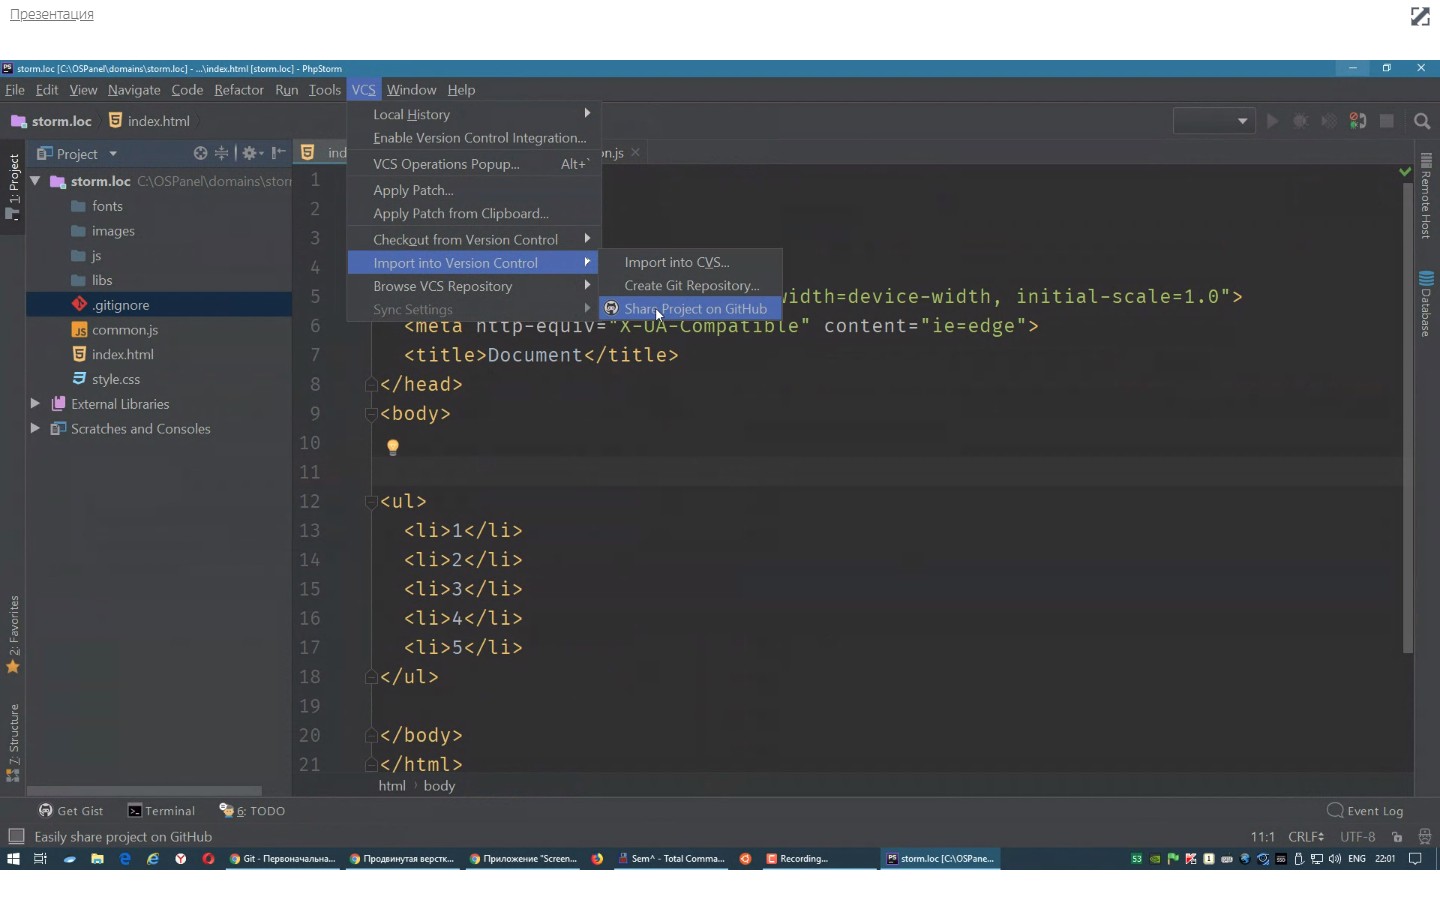 Презентация
storm.loc [C:\OSPanel\domains\storm.loc] - ...\index.html [storm.loc] - PhpStorm
File Edit View Navigate Code Refactor Run Tools VCS Window Help
storm.loc index.html
Local History
Enable Version Control Integration...
VCS Operations Popup... Alt+`
Apply Patch...
Apply Patch from Clipboard...
Checkout from Version Control
Import into Version Control
Browse VCS Repository
Sync Settings
Import into CVS...
Create Git Repository...
Share Project on GitHub
1: Project
Project
storm.loc C:\OSPanel\domains\stor
fonts
images
js
libs
.gitignore
common.js
index.html
style.css
External Libraries
Scratches and Consoles
2: Favorites
7: Structure
ind n.js
1
2
3
4
5 width=device-width, initial-scale=1.0">
6 <meta http-equiv="X-UA-Compatible" content="ie=edge">
7 <title>Document</title>
8 </head>
9 <body>
10
11
12 <ul>
13 <li>1</li>
14 <li>2</li>
15 <li>3</li>
16 <li>4</li>
17 <li>5</li>
18 </ul>
19
20 </body>
21 </html>
html body
Remote Host
Database
Get Gist Terminal 6: TODO Event Log
Easily share project on GitHub 11:1 CRLF UTF-8
Git - Первоначальна... Продвинутая верстк... Приложение "Screen... Sem^ - Total Comma... Recording... storm.loc [C:\OSPane... 53 ENG 22:01